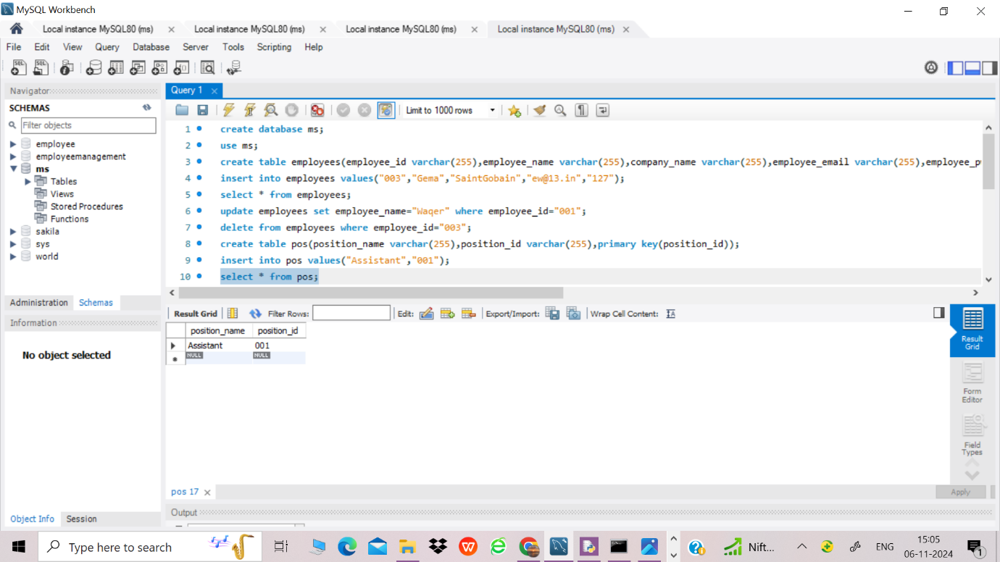 MySQL Workbench
Local instance MySQL80 (ms) Local instance MySQL80 (ms) Local instance MySQL80 (ms) Local instance MySQL80 (ms)
File Edit View Query Database Server Tools Scripting Help
Navigator
Query 1
SCHEMAS
Limit to 1000 rows
Filter objects
employee
employeemanagement
ms
Tables
Views
Stored Procedures
Functions
sakila
sys
world
1 create database ms;
2 use ms;
3 create table employees(employee_id varchar(255),employee_name varchar(255),company_name varchar(255),employee_email varchar(255),employee_p
4 insert into employees values("003","Gema","SaintGobain","ew@13.in","127");
5 select * from employees;
6 update employees set employee_name="Waqer" where employee_id="001";
7 delete from employees where employee_id="003";
8 create table pos(position_name varchar(255),position_id varchar(255),primary key(position_id));
9 insert into pos values("Assistant","001");
10 select * from pos;
Administration Schemas
Information
No object selected
Result Grid Filter Rows: Edit: Export/Import: Wrap Cell Content:
position_name position_id
Assistant 001
NULL NULL
Result
Grid
Form
Editor
Field
Types
pos 17
Apply
Output
Object Info Session
Type here to search
Nift...
ENG
15:05
06-11-2024
1